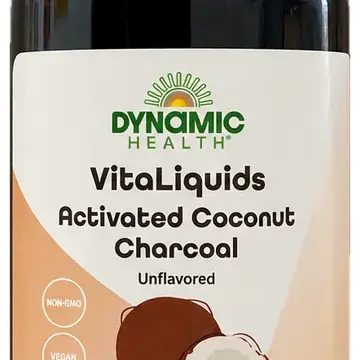 DYNAMIC
HEALTH®
VitaLiquids
Activated Coconut
Charcoal
Unflavored
NON-GMO
VEGAN